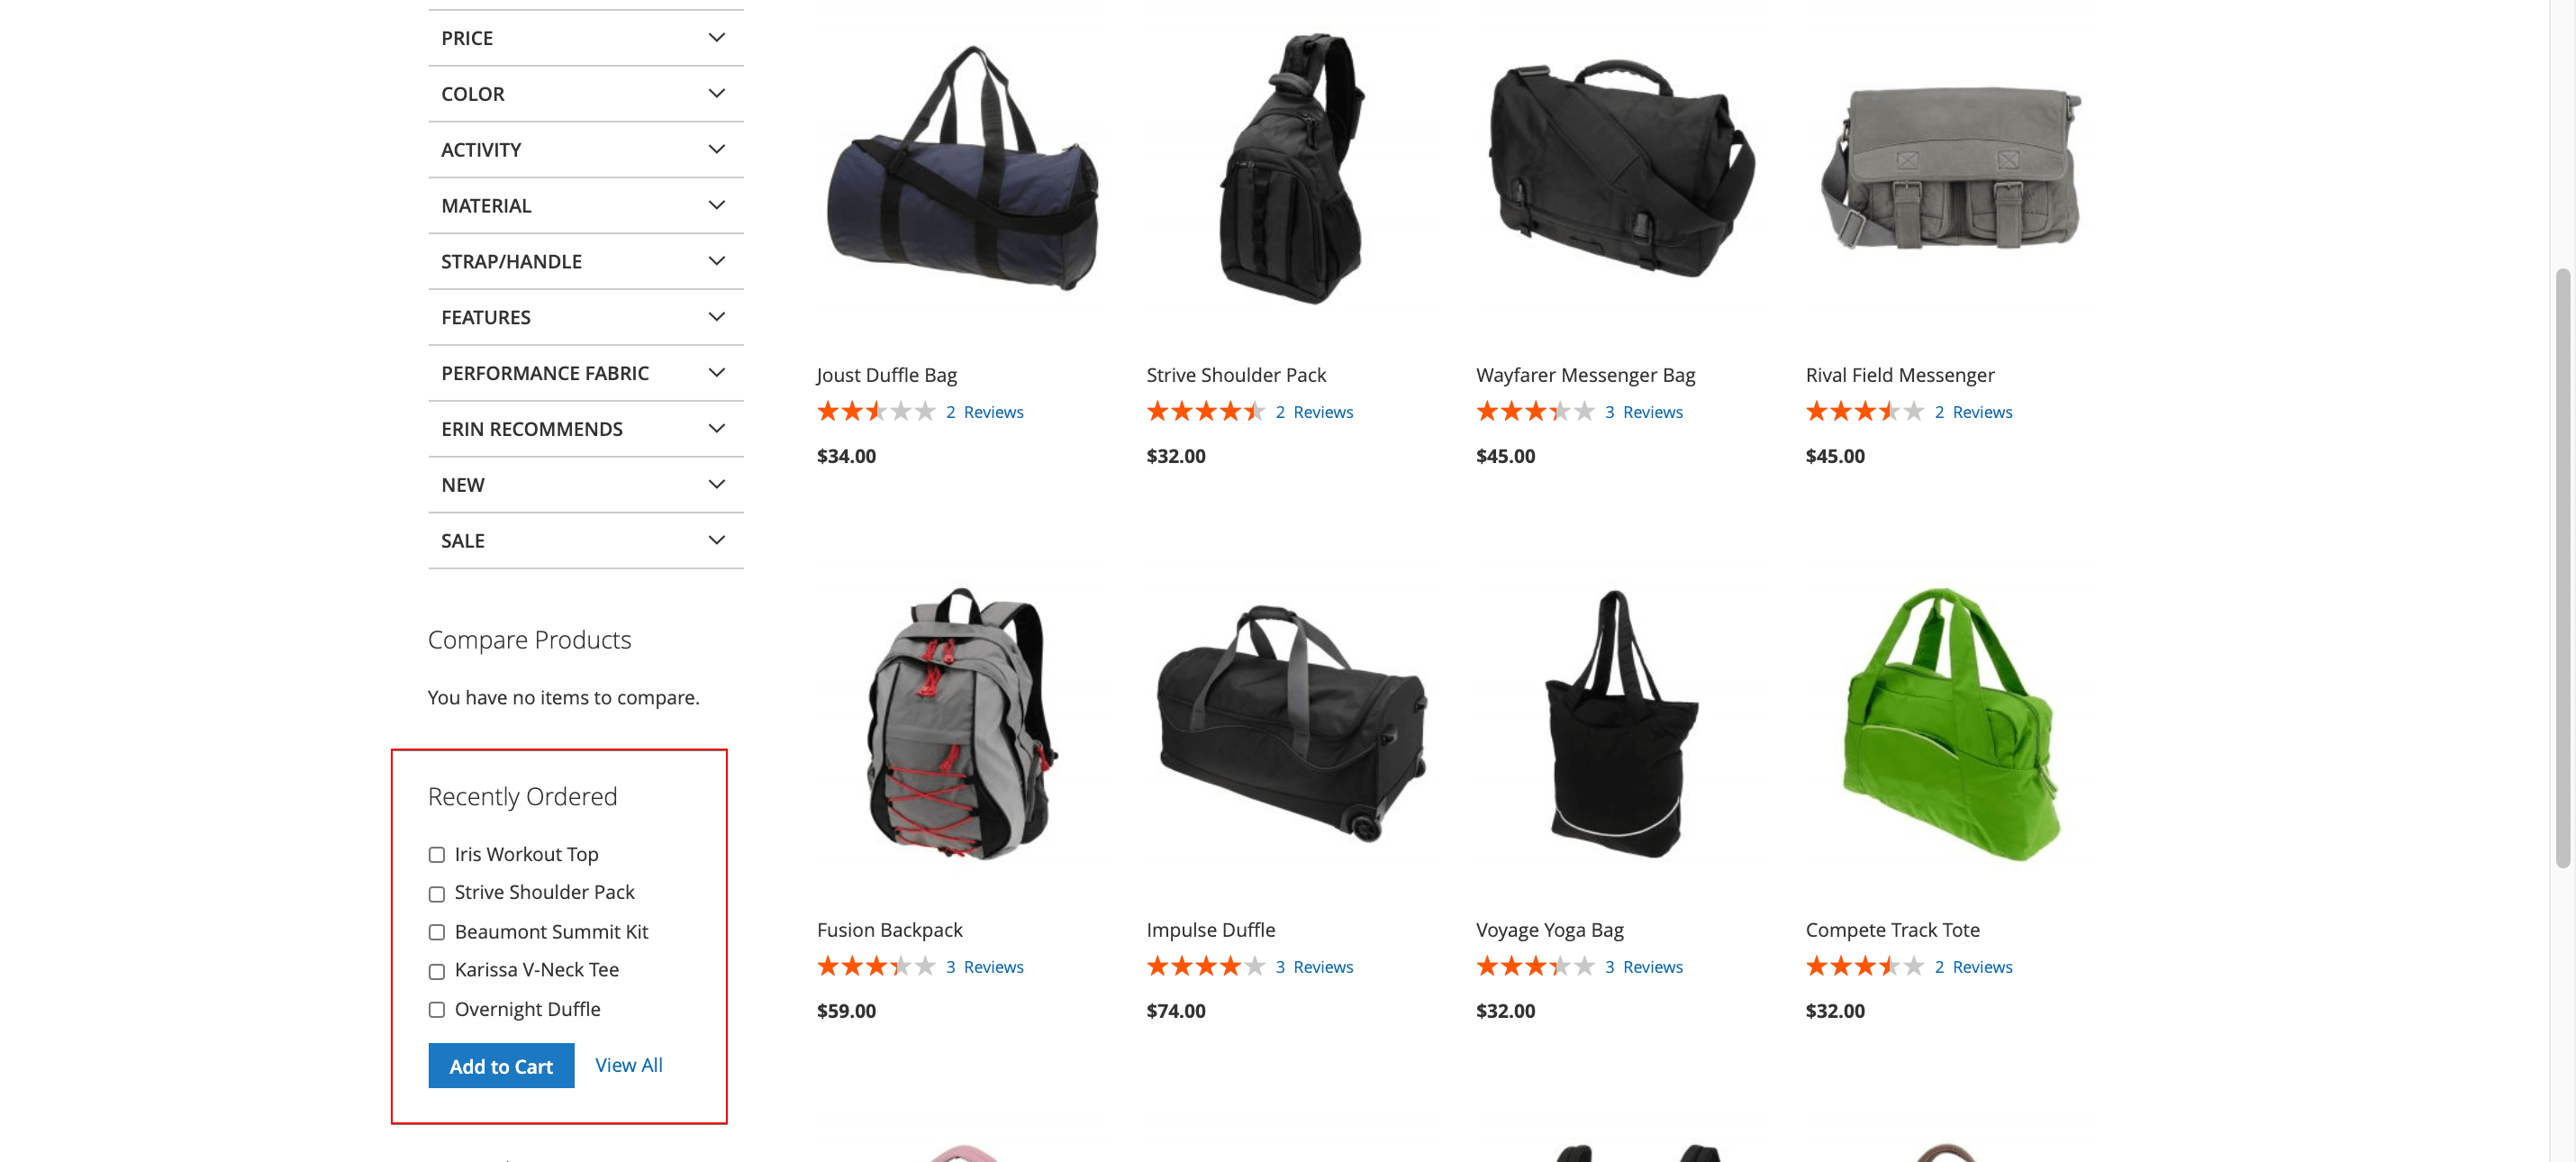 PRICE
COLOR
ACTIVITY
MATERIAL
STRAP/HANDLE
FEATURES
PERFORMANCE FABRIC
ERIN RECOMMENDS
NEW
SALE
Compare Products
You have no items to compare.
Recently Ordered
Iris Workout Top
Strive Shoulder Pack
Beaumont Summit Kit
Karissa V-Neck Tee
Overnight Duffle
Add to Cart View All
Joust Duffle Bag
2 Reviews
$34.00
Strive Shoulder Pack
2 Reviews
$32.00
Wayfarer Messenger Bag
3 Reviews
$45.00
Rival Field Messenger
2 Reviews
$45.00
Fusion Backpack
3 Reviews
$59.00
Impulse Duffle
3 Reviews
$74.00
Voyage Yoga Bag
3 Reviews
$32.00
Compete Track Tote
2 Reviews
$32.00